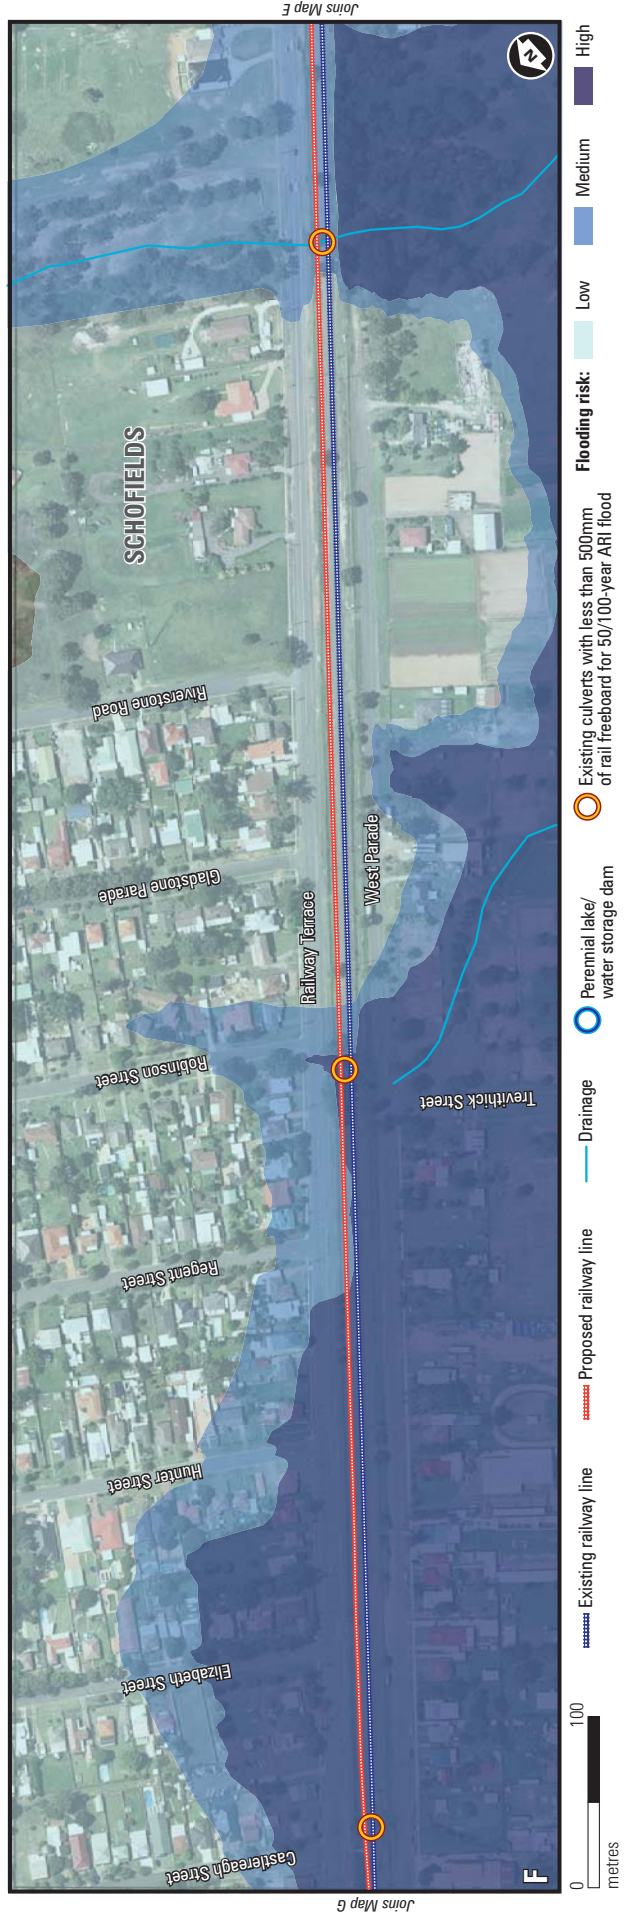 Joins Map E
N
SCHOFIELDS
Riverstone Road
Gladstone Parade
West Parade
Railway Terrace
Robinson Street
Trevithick Street
Regent Street
Hunter Street
Elizabeth Street
Castlereagh Street
F
Joins Map G
0 100
metres
Existing railway line
Proposed railway line
Drainage
Perennial lake/
water storage dam
Existing culverts with less than 500mm
of rail freeboard for 50/100-year ARI flood
Flooding risk:
Low
Medium
High